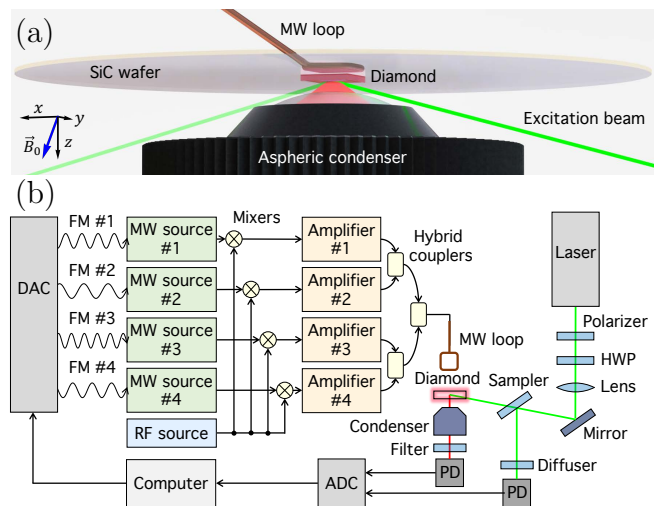 (a)
MW loop
SiC wafer
Diamond
Excitation beam
x
y
z
B⃗₀
Aspheric condenser
(b)
DAC
FM #1
MW source #1
Mixers
Amplifier #1
Hybrid couplers
FM #2
MW source #2
Amplifier #2
FM #3
MW source #3
Amplifier #3
FM #4
MW source #4
Amplifier #4
RF source
MW loop
Laser
Polarizer
HWP
Lens
Mirror
Sampler
Diamond
Condenser
Filter
PD
Diffuser
PD
ADC
Computer